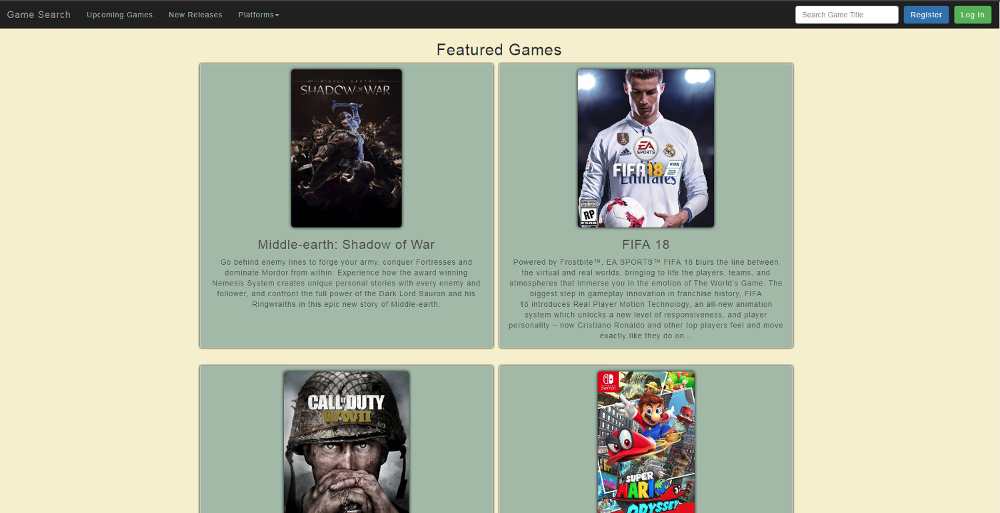 Game Search Upcoming Games New Releases Platforms Search Game Title Register Log In
Featured Games
MIDDLE-EARTH
SHADOW OF WAR
EA
SPORTS
FIFA 18
Emirates
RP
Middle-earth: Shadow of War
Go behind enemy lines to forge your army, conquer Fortresses and
dominate Mordor from within. Experience how the award winning
Nemesis System creates unique personal stories with every enemy and
follower, and confront the full power of the Dark Lord Sauron and his
Ringwraiths in this epic new story of Middle-earth.
FIFA 18
Powered by Frostbite™, EA SPORTS™ FIFA 18 blurs the line between
the virtual and real worlds, bringing to life the players, teams, and
atmospheres that immerse you in the emotion of The World's Game. The
biggest step in gameplay innovation in franchise history, FIFA
18 introduces Real Player Motion Technology, an all-new animation
system which unlocks a new level of responsiveness, and player
personality – now Cristiano Ronaldo and other top players feel and move
exactly like they do on...
CALL OF DUTY
WWII
SUPER
MARIO
ODYSSEY